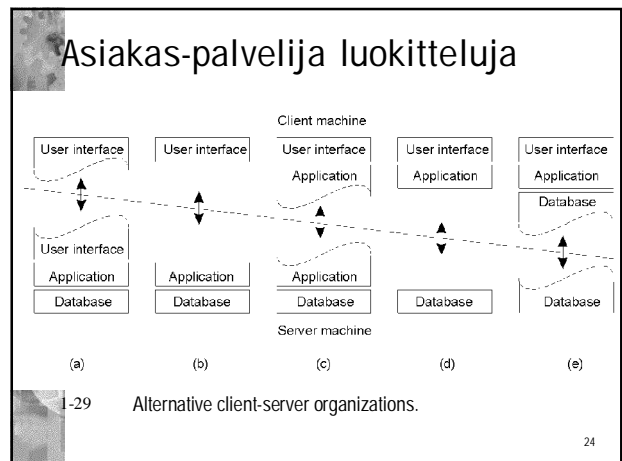 Asiakas-palvelija luokitteluja
Client machine
User interface User interface User interface User interface User interface
Application Application Application
Database
User interface
Application Application Application
Database Database Database Database Database
Server machine
(a) (b) (c) (d) (e)
1-29 Alternative client-server organizations.
24